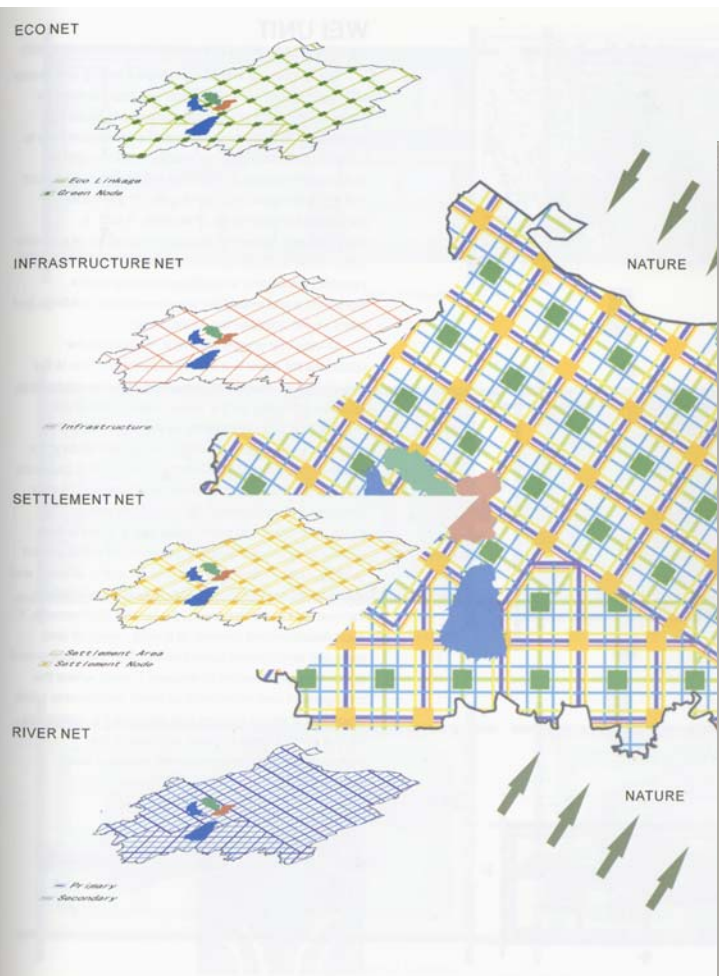 ECO NET
Eco Linkage
Green Node
NATURE
INFRASTRUCTURE NET
Infrastructure
SETTLEMENT NET
Settlement Area
Settlement Node
RIVER NET
NATURE
Primary
Secondary